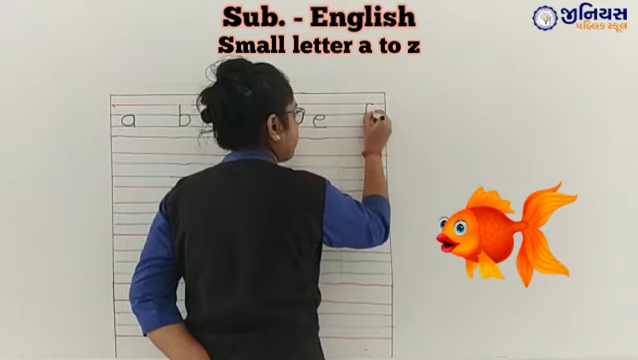 Sub. - English
Small letter a to z
જીનિયસ
પબ્લિક સ્કૂલ
a b e f